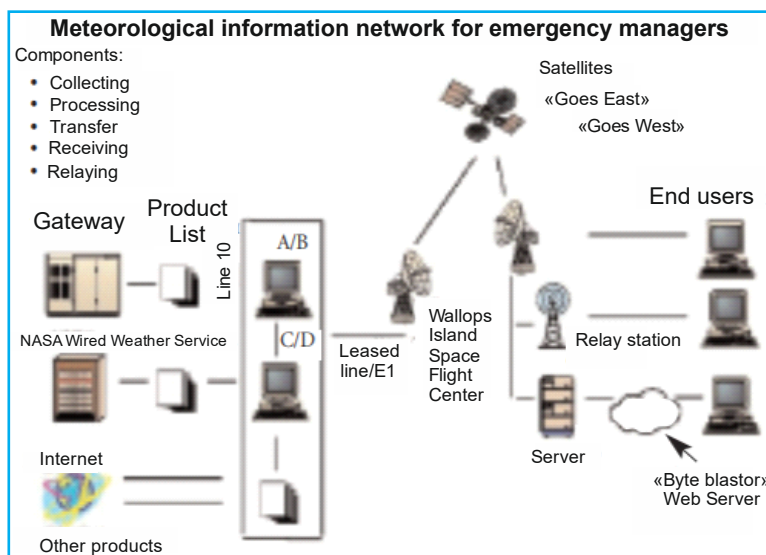 Meteorological information network for emergency managers
Components:
• Collecting
• Processing
• Transfer
• Receiving
• Relaying
Satellites
«Goes East»
«Goes West»
Gateway
Product
List
Line 10
A/B
End users
NASA Wired Weather Service
C/D
Leased
line/E1
Wallops
Island
Space
Flight
Center
Relay station
Internet
Server
Other products
«Byte blastor»
Web Server